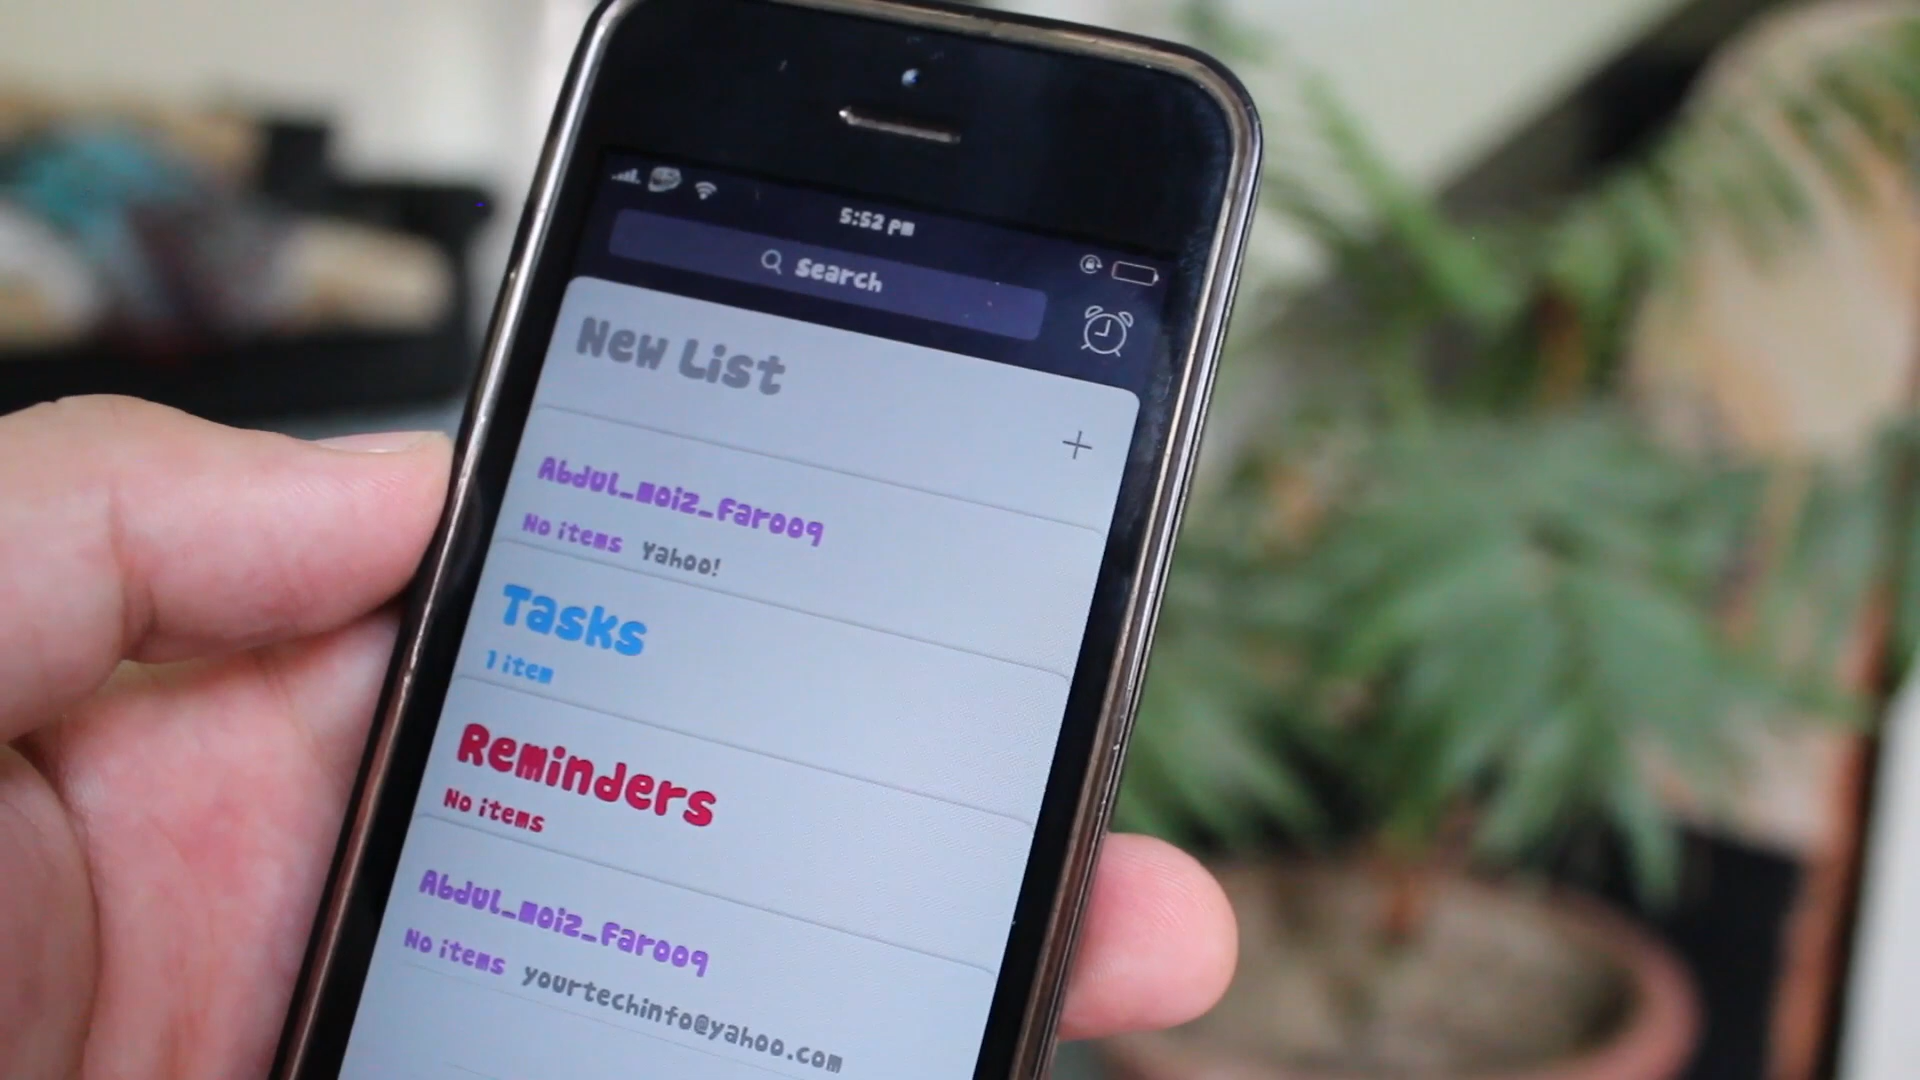 5:52 PM
Search
New List
Abdul_Moiz_Farooq
No items Yahoo!
Tasks
1 item
Reminders
No items
Abdul_Moiz_Farooq
No items yourtechinfo@yahoo.com